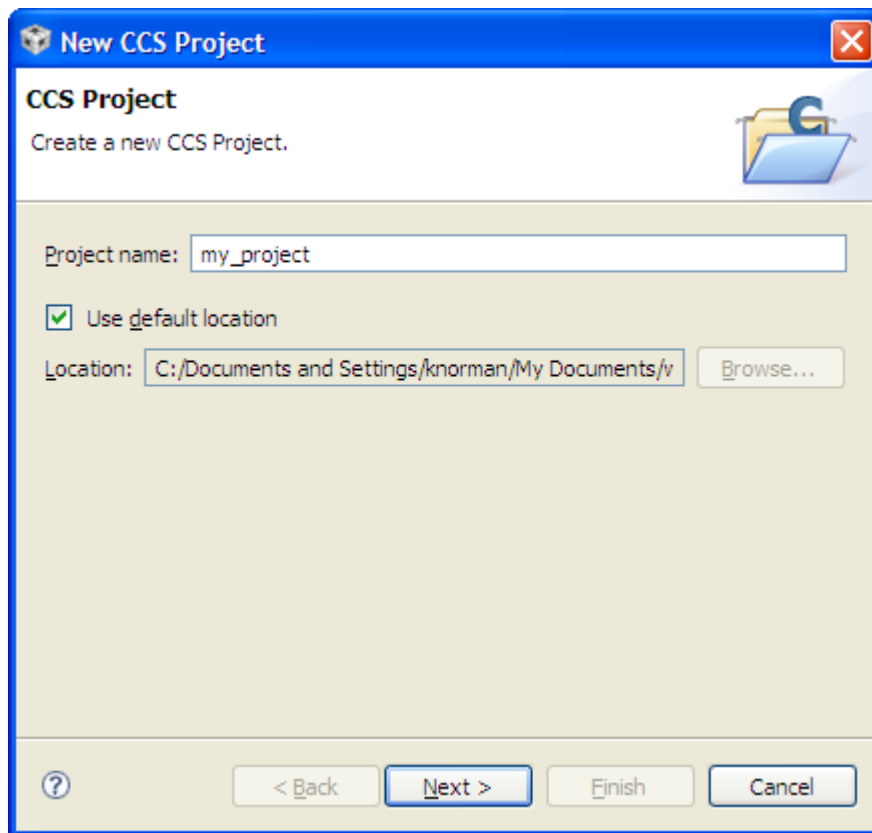 New CCS Project
CCS Project
Create a new CCS Project.
Project name: my_project
Use default location
Location: C:/Documents and Settings/knorman/My Documents/w Browse...
? < Back Next > Finish Cancel